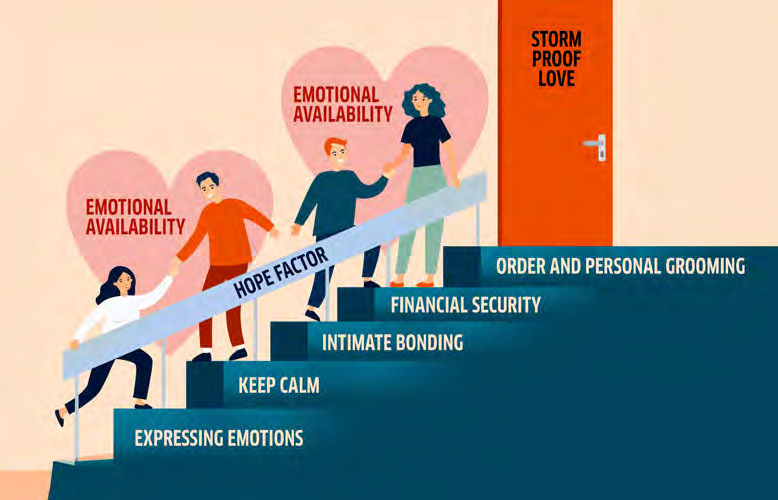 STORM
PROOF
LOVE
EMOTIONAL
AVAILABILITY
EMOTIONAL
AVAILABILITY
HOPE FACTOR
ORDER AND PERSONAL GROOMING
FINANCIAL SECURITY
INTIMATE BONDING
KEEP CALM
EXPRESSING EMOTIONS